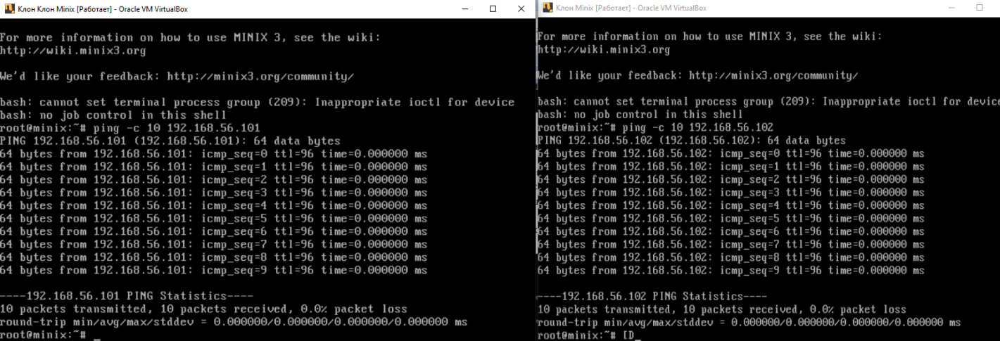 Клон Клон Minix [Работает] - Oracle VM VirtualBox
For more information on how to use MINIX 3, see the wiki:
http://wiki.minix3.org
We'd like your feedback: http://minix3.org/community/
bash: cannot set terminal process group (209): Inappropriate ioctl for device
bash: no job control in this shell
root@minix:~# ping -c 10 192.168.56.101
PING 192.168.56.101 (192.168.56.101): 64 data bytes
64 bytes from 192.168.56.101: icmp_seq=0 ttl=96 time=0.000000 ms
64 bytes from 192.168.56.101: icmp_seq=1 ttl=96 time=0.000000 ms
64 bytes from 192.168.56.101: icmp_seq=2 ttl=96 time=0.000000 ms
64 bytes from 192.168.56.101: icmp_seq=3 ttl=96 time=0.000000 ms
64 bytes from 192.168.56.101: icmp_seq=4 ttl=96 time=0.000000 ms
64 bytes from 192.168.56.101: icmp_seq=5 ttl=96 time=0.000000 ms
64 bytes from 192.168.56.101: icmp_seq=6 ttl=96 time=0.000000 ms
64 bytes from 192.168.56.101: icmp_seq=7 ttl=96 time=0.000000 ms
64 bytes from 192.168.56.101: icmp_seq=8 ttl=96 time=0.000000 ms
64 bytes from 192.168.56.101: icmp_seq=9 ttl=96 time=0.000000 ms
----192.168.56.101 PING Statistics----
10 packets transmitted, 10 packets received, 0.0% packet loss
round-trip min/avg/max/stddev = 0.000000/0.000000/0.000000/0.000000 ms
root@minix:~# _
Клон Minix [Работает] - Oracle VM VirtualBox
For more information on how to use MINIX 3, see the wiki:
http://wiki.minix3.org
We'd like your feedback: http://minix3.org/community/
bash: cannot set terminal process group (209): Inappropriate ioctl for device
bash: no job control in this shell
root@minix:~# ping -c 10 192.168.56.102
PING 192.168.56.102 (192.168.56.102): 64 data bytes
64 bytes from 192.168.56.102: icmp_seq=0 ttl=96 time=0.000000 ms
64 bytes from 192.168.56.102: icmp_seq=1 ttl=96 time=0.000000 ms
64 bytes from 192.168.56.102: icmp_seq=2 ttl=96 time=0.000000 ms
64 bytes from 192.168.56.102: icmp_seq=3 ttl=96 time=0.000000 ms
64 bytes from 192.168.56.102: icmp_seq=4 ttl=96 time=0.000000 ms
64 bytes from 192.168.56.102: icmp_seq=5 ttl=96 time=0.000000 ms
64 bytes from 192.168.56.102: icmp_seq=6 ttl=96 time=0.000000 ms
64 bytes from 192.168.56.102: icmp_seq=7 ttl=96 time=0.000000 ms
64 bytes from 192.168.56.102: icmp_seq=8 ttl=96 time=0.000000 ms
64 bytes from 192.168.56.102: icmp_seq=9 ttl=96 time=0.000000 ms
----192.168.56.102 PING Statistics----
10 packets transmitted, 10 packets received, 0.0% packet loss
round-trip min/avg/max/stddev = 0.000000/0.000000/0.000000/0.000000 ms
root@minix:~# [D_